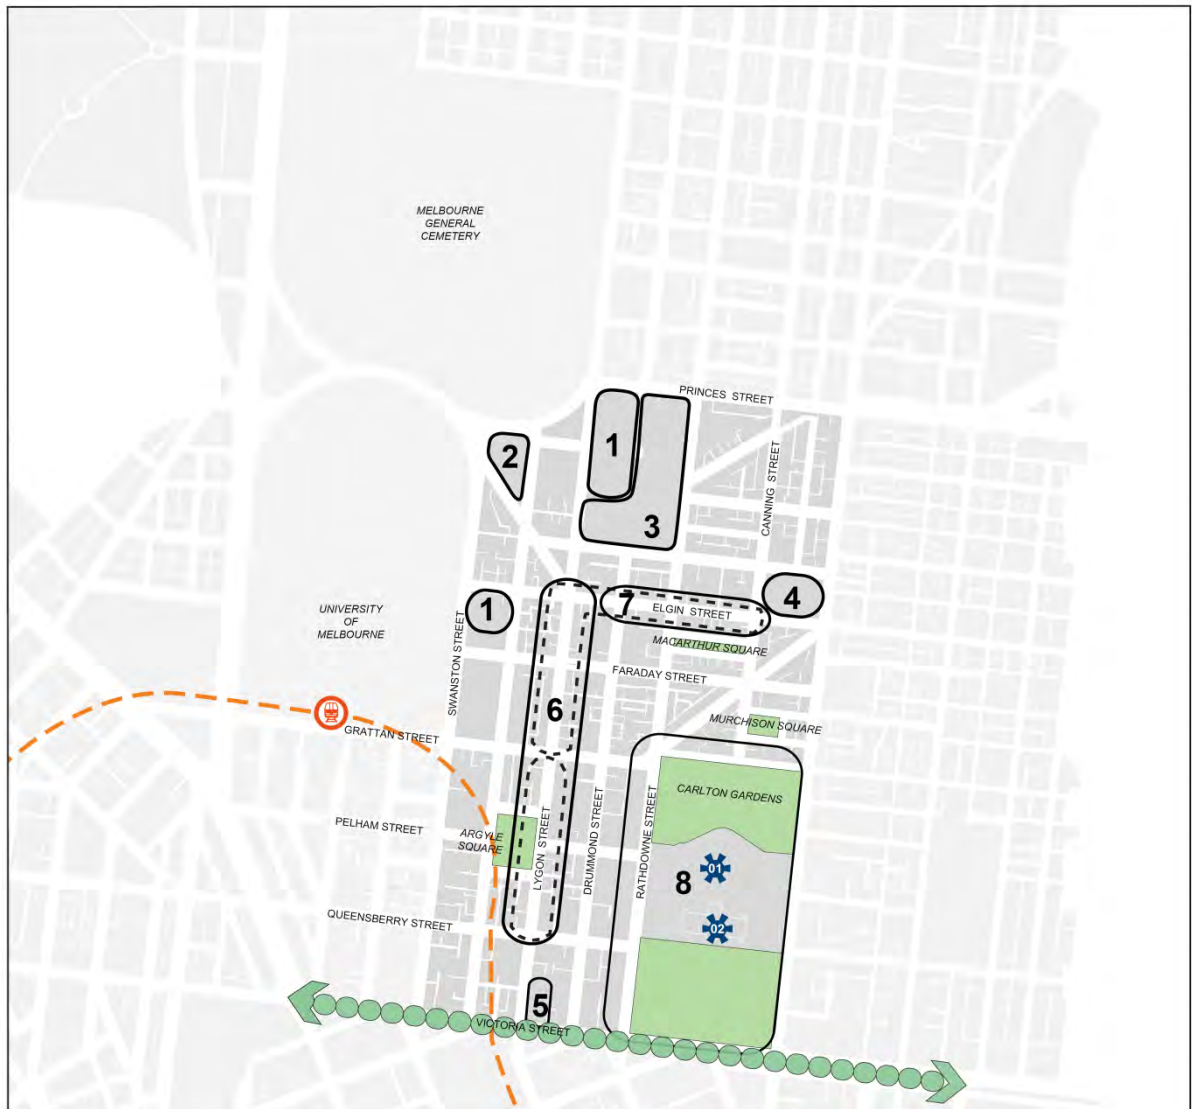 MELBOURNE
GENERAL
CEMETERY
PRINCES STREET
1
2
3
CANNING STREET
4
7
ELGIN STREET
1
UNIVERSITY
OF
MELBOURNE
SWANSTON STREET
MACARTHUR SQUARE
FARADAY STREET
6
MURCHISON SQUARE
GRATTAN STREET
CARLTON GARDENS
RATHDOWNE STREET
PELHAM STREET
ARGYLE
SQUARE
LYGON STREET
DRUMMOND STREET
01
8
QUEENSBERRY STREET
02
5
VICTORIA STREET